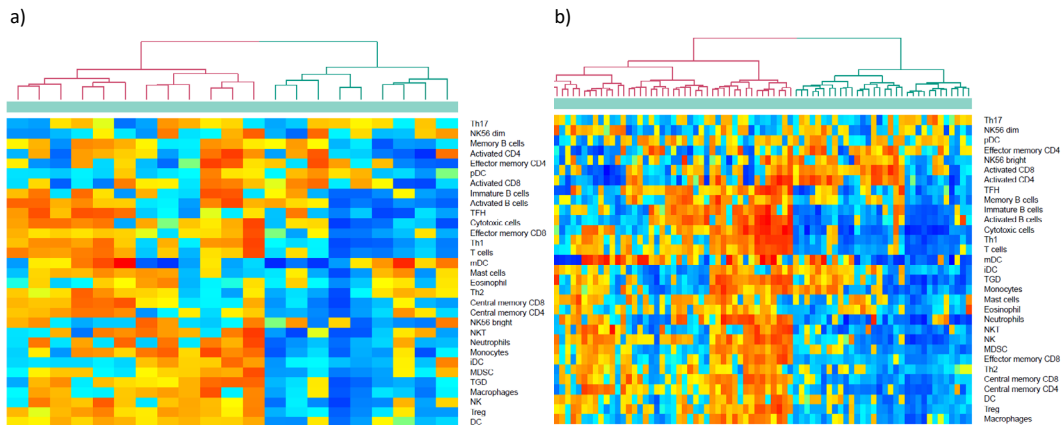 a)
b)
Th17
NK56 dim
Memory B cells
Activated CD4
Effector memory CD4
pDC
Activated CD8
Immature B cells
Activated B cells
TFH
Cytotoxic cells
Effector memory CD8
Th1
T cells
mDC
Mast cells
Eosinophil
Th2
Central memory CD8
Central memory CD4
NK56 bright
NKT
Neutrophils
Monocytes
iDC
MDSC
TGD
Macrophages
NK
Treg
DC
Th17
NK56 dim
pDC
Effector memory CD4
NK56 bright
Activated CD8
Activated CD4
TFH
Memory B cells
Immature B cells
Activated B cells
Cytotoxic cells
Th1
T cells
mDC
iDC
TGD
Monocytes
Mast cells
Eosinophil
Neutrophils
NKT
NK
MDSC
Effector memory CD8
Th2
Central memory CD8
Central memory CD4
DC
Treg
Macrophages